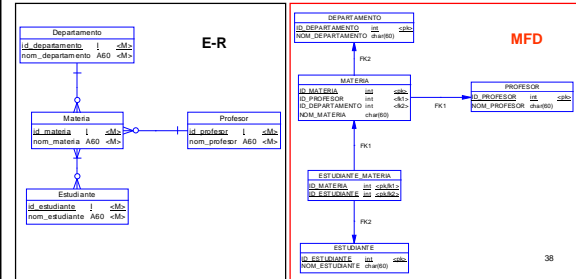 E-R
Departamento
id_departamento I <M>
nom_departamento A60 <M>
Materia
id_materia I <M>
nom_materia A60 <M>
Profesor
id_profesor I <M>
nom_profesor A60 <M>
Estudiante
id_estudiante I <M>
nom_estudiante A60 <M>
MFD
DEPARTAMENTO
ID_DEPARTAMENTO int <pk>
NOM_DEPARTAMENTO char(60)
FK2
MATERIA
ID_MATERIA int <pk>
ID_PROFESOR int <fk1>
ID_DEPARTAMENTO int <fk2>
NOM_MATERIA char(60)
FK1
PROFESOR
ID_PROFESOR int <pk>
NOM_PROFESOR char(60)
FK1
ESTUDIANTE_MATERIA
ID_MATERIA int <pk,fk1>
ID_ESTUDIANTE int <pk,fk2>
FK2
ESTUDIANTE
ID_ESTUDIANTE int <pk>
NOM_ESTUDIANTE char(60)
38